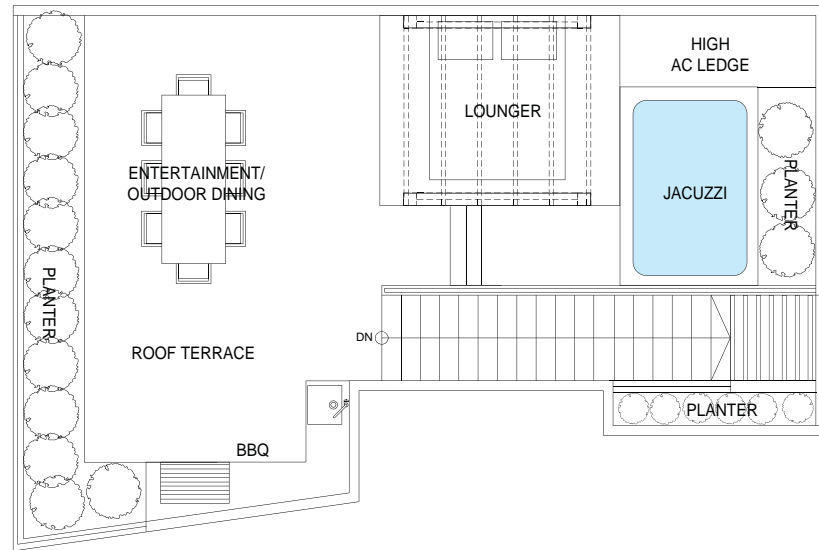 HIGH
AC LEDGE
LOUNGER
ENTERTAINMENT/
OUTDOOR DINING
JACUZZI
PLANTER
PLANTER
DN
ROOF TERRACE
PLANTER
BBQ